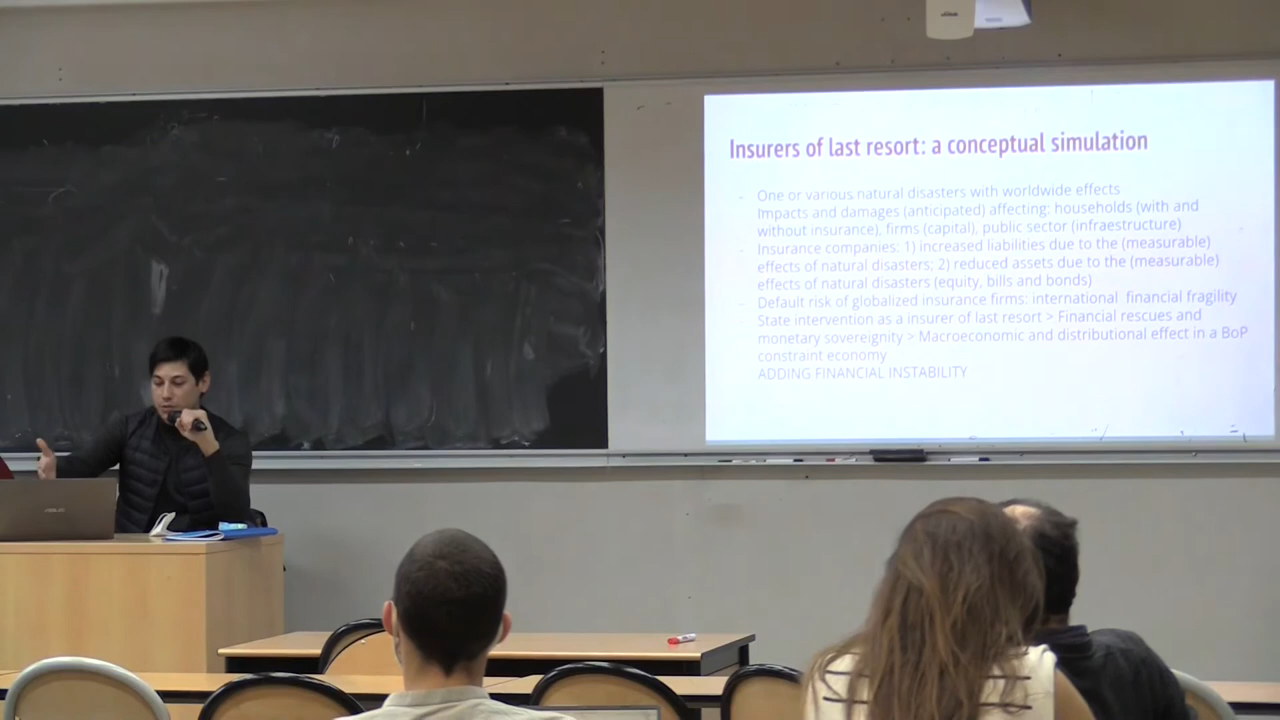 Insurers of last resort: a conceptual simulation
- One or various natural disasters with worldwide effects
Impacts and damages (anticipated) affecting: households (with and
without insurance), firms (capital), public sector (infraestructure)
- Insurance companies: 1) increased liabilities due to the (measurable)
effects of natural disasters; 2) reduced assets due to the (measurable)
effects of natural disasters (equity, bills and bonds)
- Default risk of globalized insurance firms: international financial fragility
State intervention as a insurer of last resort > Financial rescues and
monetary sovereignity > Macroeconomic and distributional effect in a BoP
constraint economy
ADDING FINANCIAL INSTABILITY
ASUS